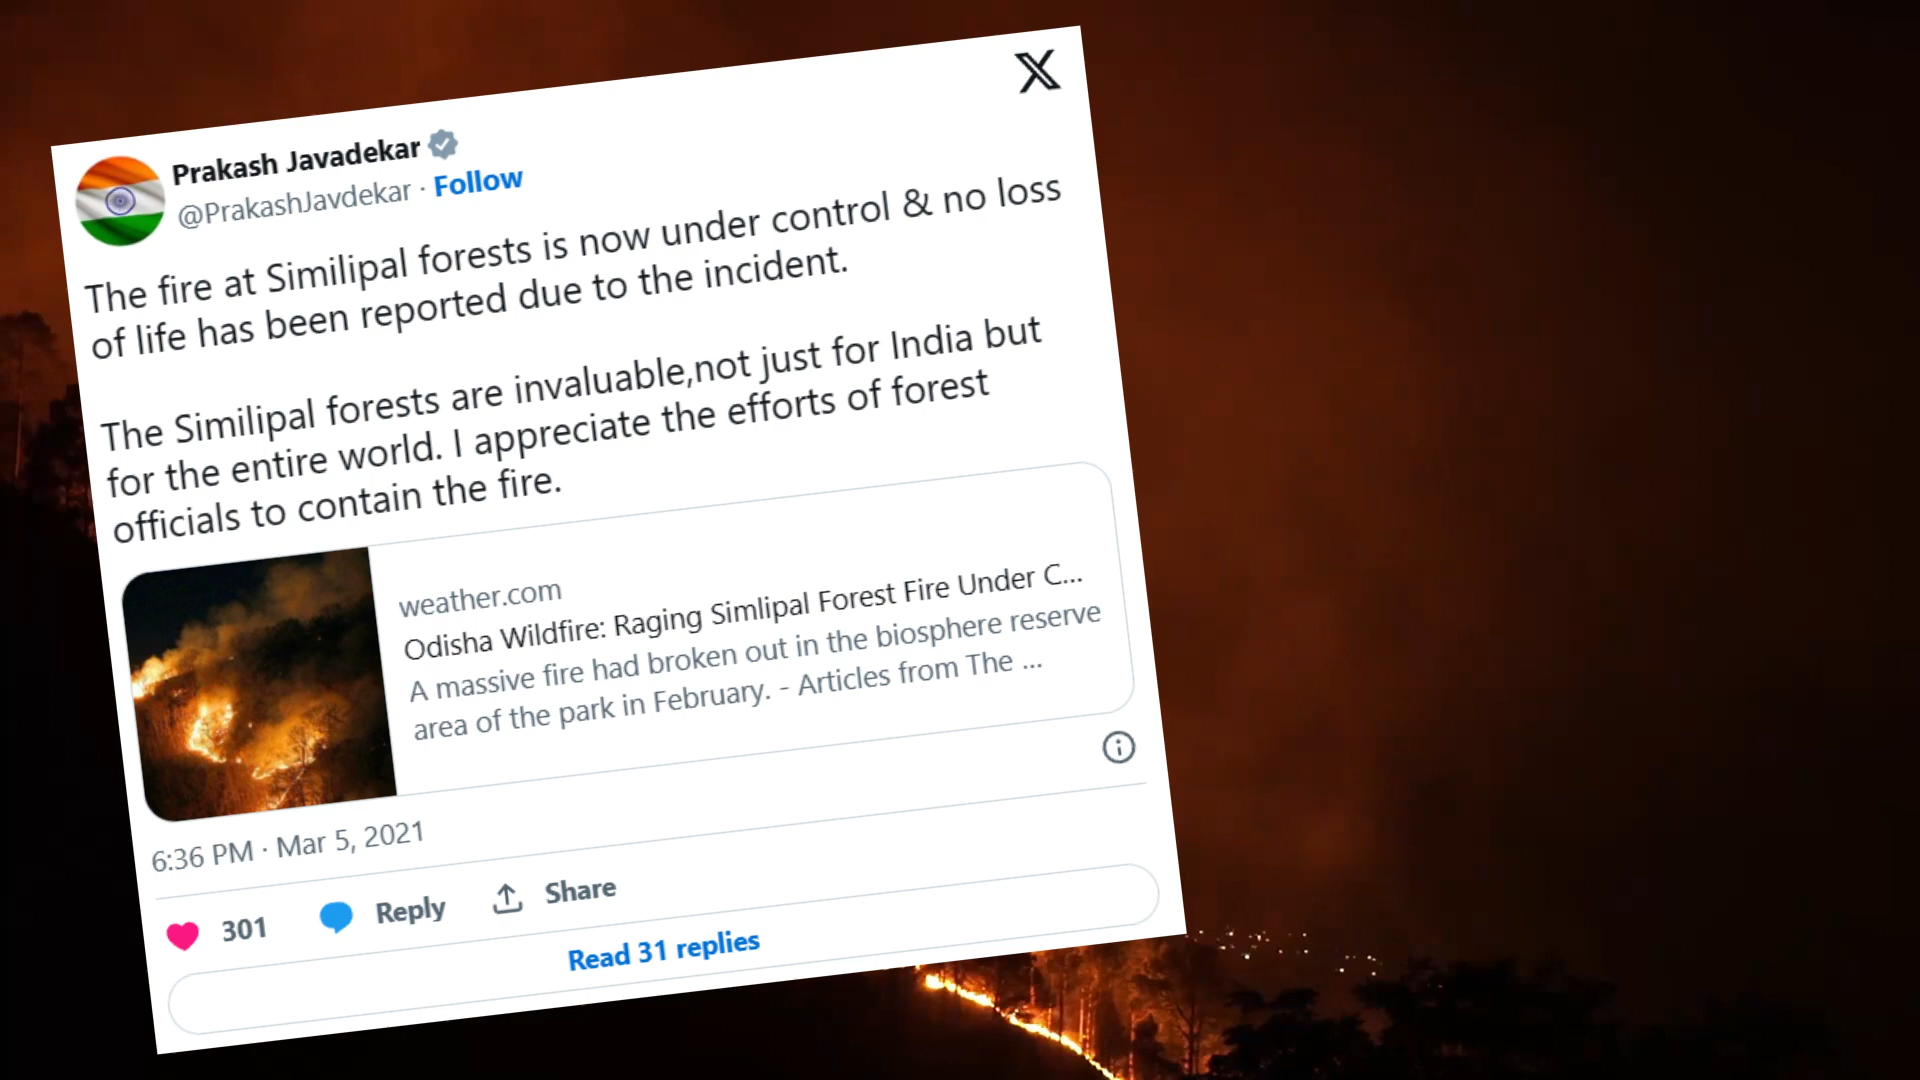 Prakash Javadekar
@PrakashJavdekar · Follow
The fire at Similipal forests is now under control & no loss
of life has been reported due to the incident.
The Similipal forests are invaluable,not just for India but
for the entire world. I appreciate the efforts of forest
officials to contain the fire.
weather.com
Odisha Wildfire: Raging Simlipal Forest Fire Under C...
A massive fire had broken out in the biosphere reserve
area of the park in February. - Articles from The ...
6:36 PM · Mar 5, 2021
301 Reply Share
Read 31 replies